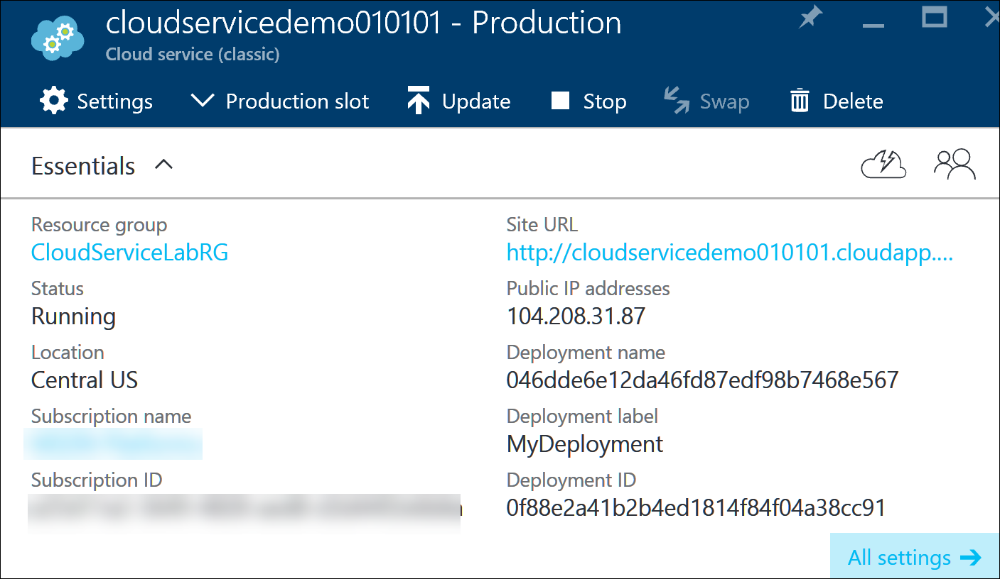 cloudservicedemo010101 - Production
Cloud service (classic)
Settings Production slot Update Stop Swap Delete
Essentials
Resource group
CloudServiceLabRG
Status
Running
Location
Central US
Subscription name
Subscription ID
Site URL
http://cloudservicedemo010101.cloudapp....
Public IP addresses
104.208.31.87
Deployment name
046dde6e12da46fd87edf98b7468e567
Deployment label
MyDeployment
Deployment ID
0f88e2a41b2b4ed1814f84f04a38cc91
All settings